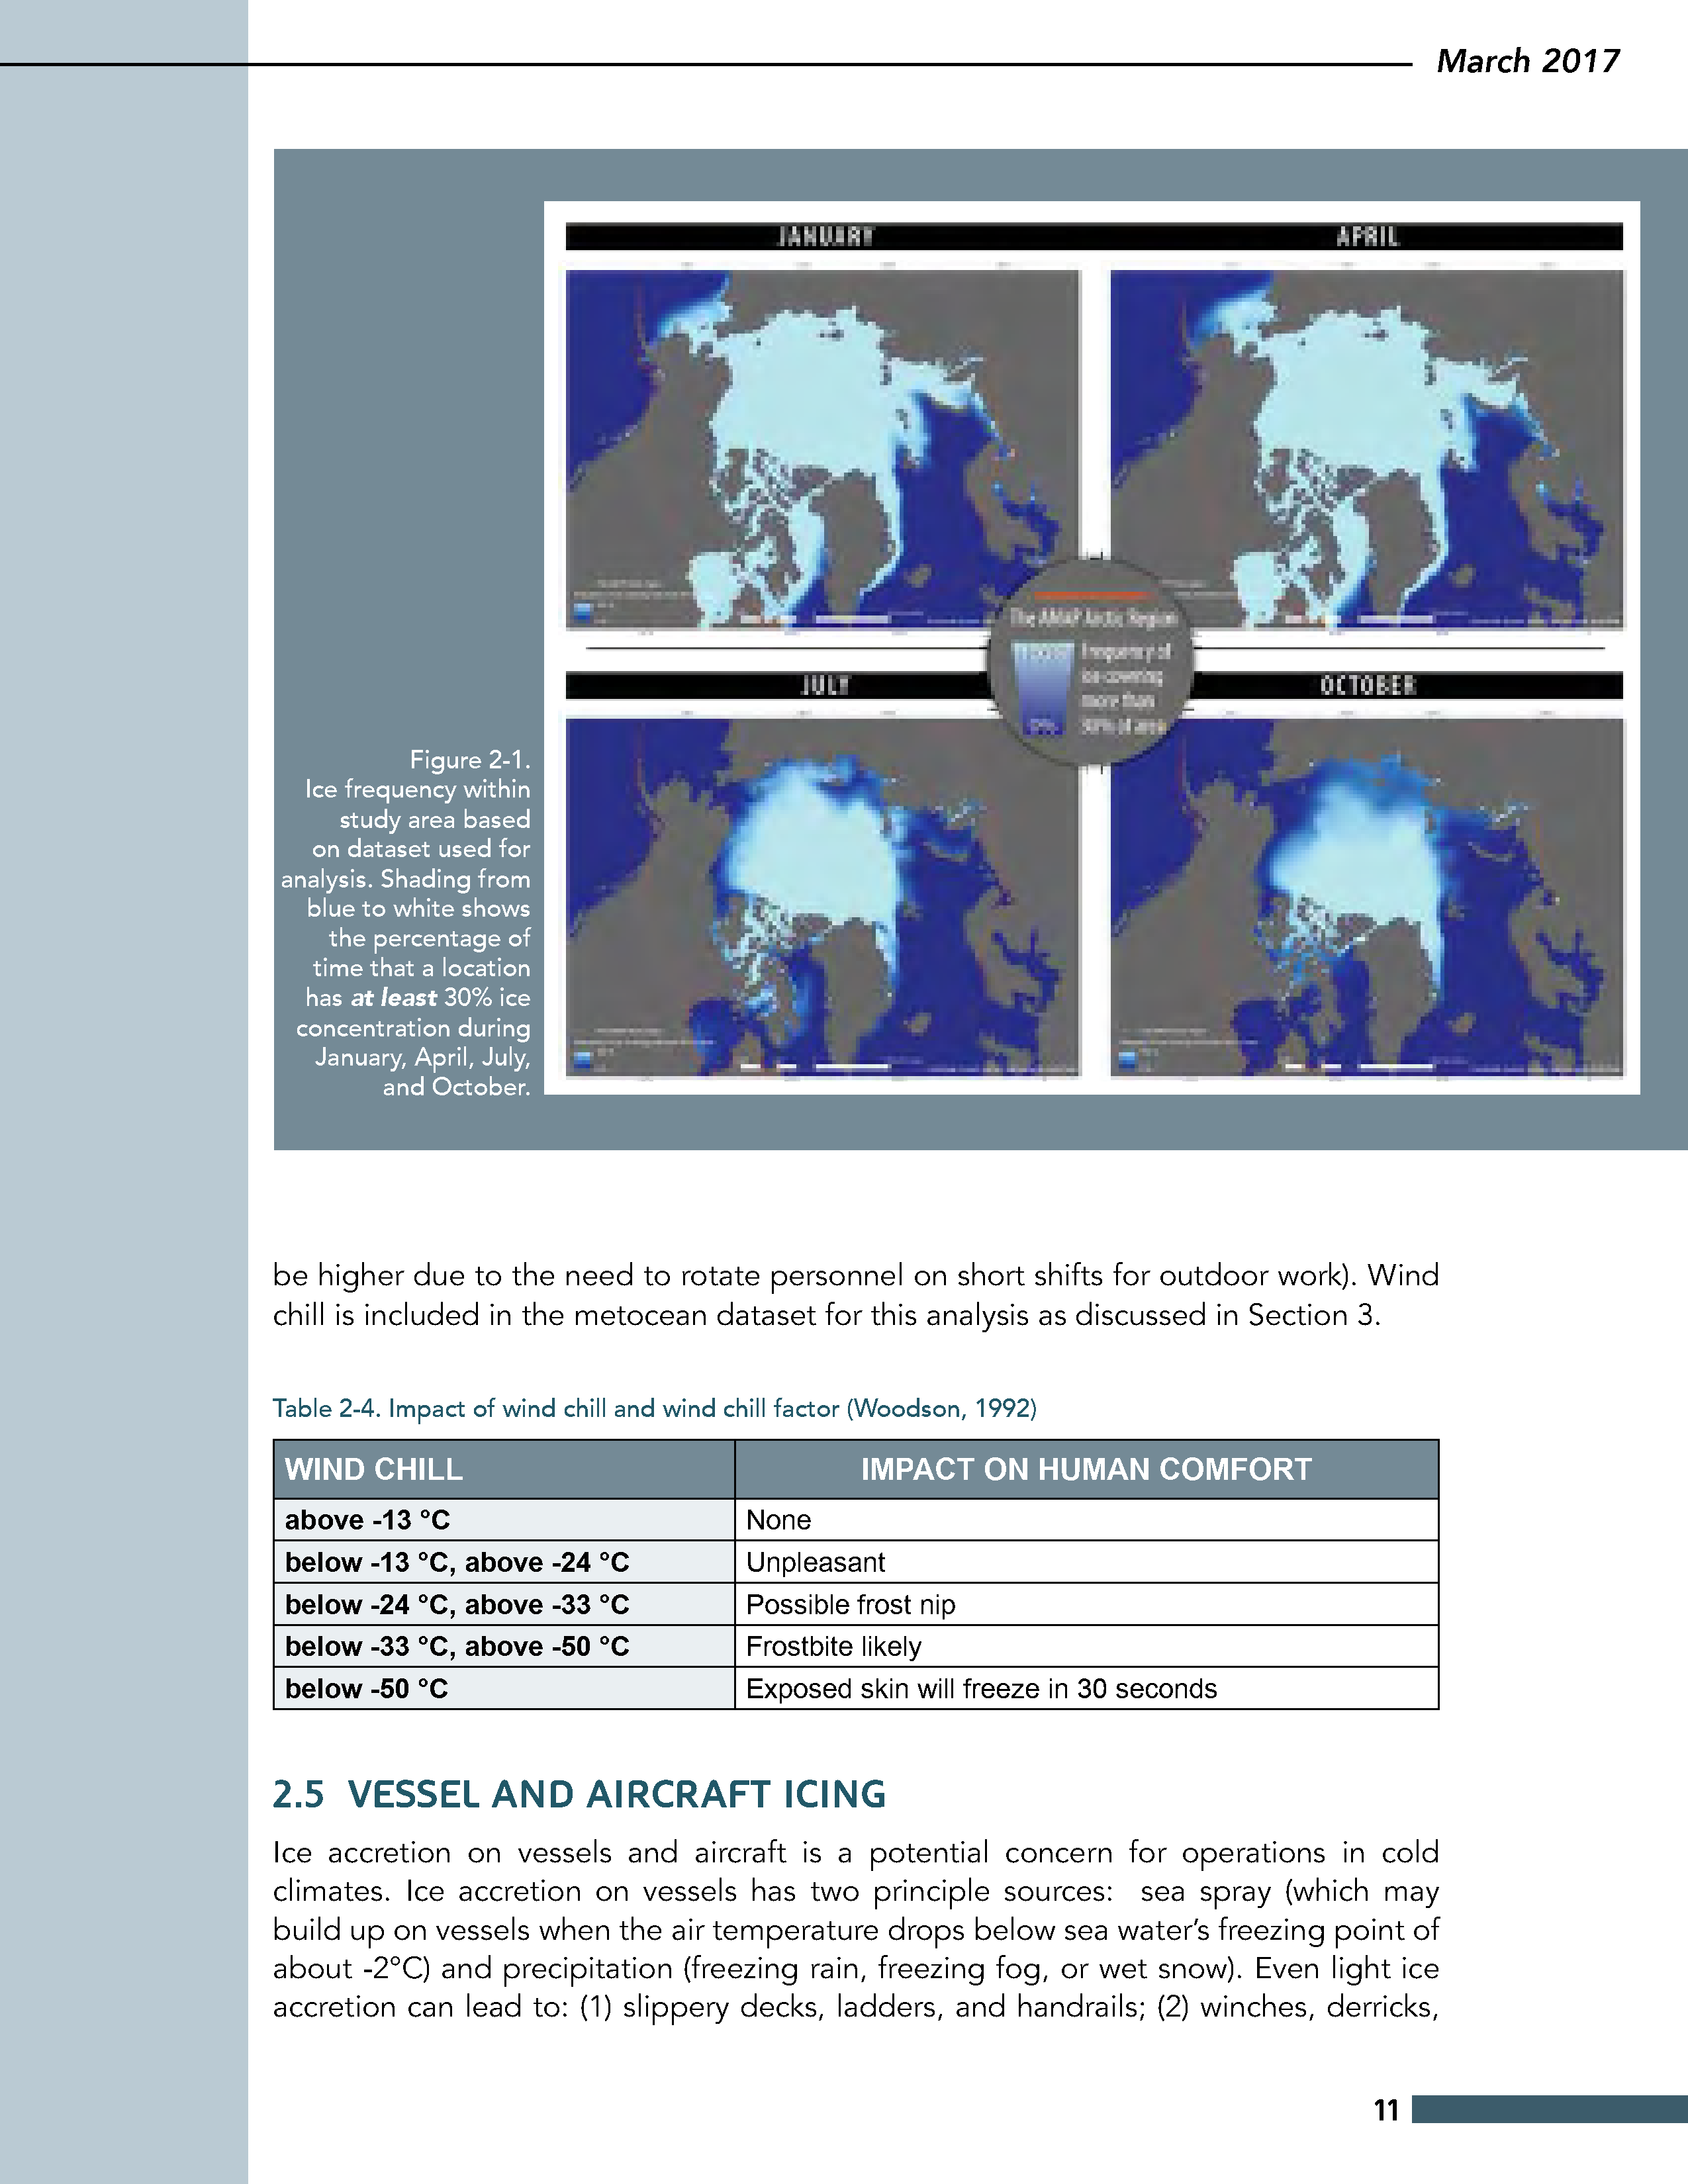 March 2017
JANUARY
APRIL
The AMAP Arctic Region
Frequency of
ice covering
more than
0%
of area
JULY
OCTOBER
Figure 2-1.
Ice frequency within
study area based
on dataset used for
analysis. Shading from
blue to white shows
the percentage of
time that a location
has at least 30% ice
concentration during
January, April, July,
and October.
be higher due to the need to rotate personnel on short shifts for outdoor work). Wind
chill is included in the metocean dataset for this analysis as discussed in Section 3.
Table 2-4. Impact of wind chill and wind chill factor (Woodson, 1992)
WIND CHILL IMPACT ON HUMAN COMFORT
above -13 °C None
below -13 °C, above -24 °C Unpleasant
below -24 °C, above -33 °C Possible frost nip
below -33 °C, above -50 °C Frostbite likely
below -50 °C Exposed skin will freeze in 30 seconds
2.5 VESSEL AND AIRCRAFT ICING
Ice accretion on vessels and aircraft is a potential concern for operations in cold
climates. Ice accretion on vessels has two principle sources: sea spray (which may
build up on vessels when the air temperature drops below sea water’s freezing point of
about -2°C) and precipitation (freezing rain, freezing fog, or wet snow). Even light ice
accretion can lead to: (1) slippery decks, ladders, and handrails; (2) winches, derricks,
11